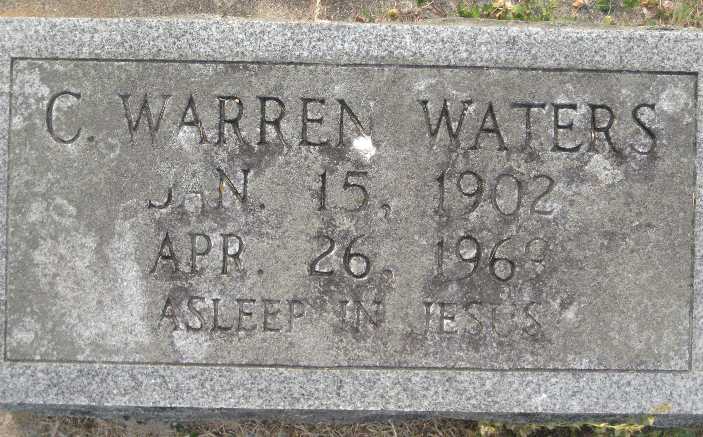 C. WARREN WATERS
JAN. 15, 1902
APR. 26, 1969
ASLEEP IN JESUS